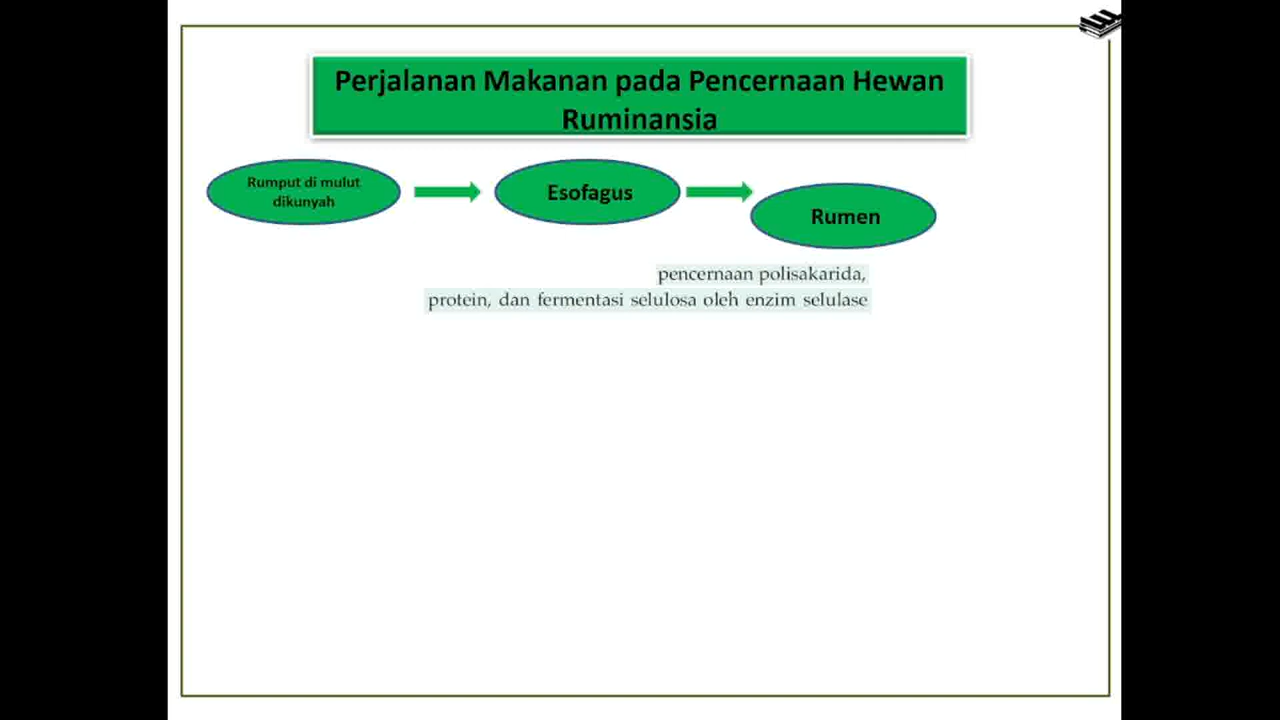 Perjalanan Makanan pada Pencernaan Hewan
Ruminansia
Rumput di mulut
dikunyah
Esofagus
Rumen
pencernaan polisakarida,
protein, dan fermentasi selulosa oleh enzim selulase